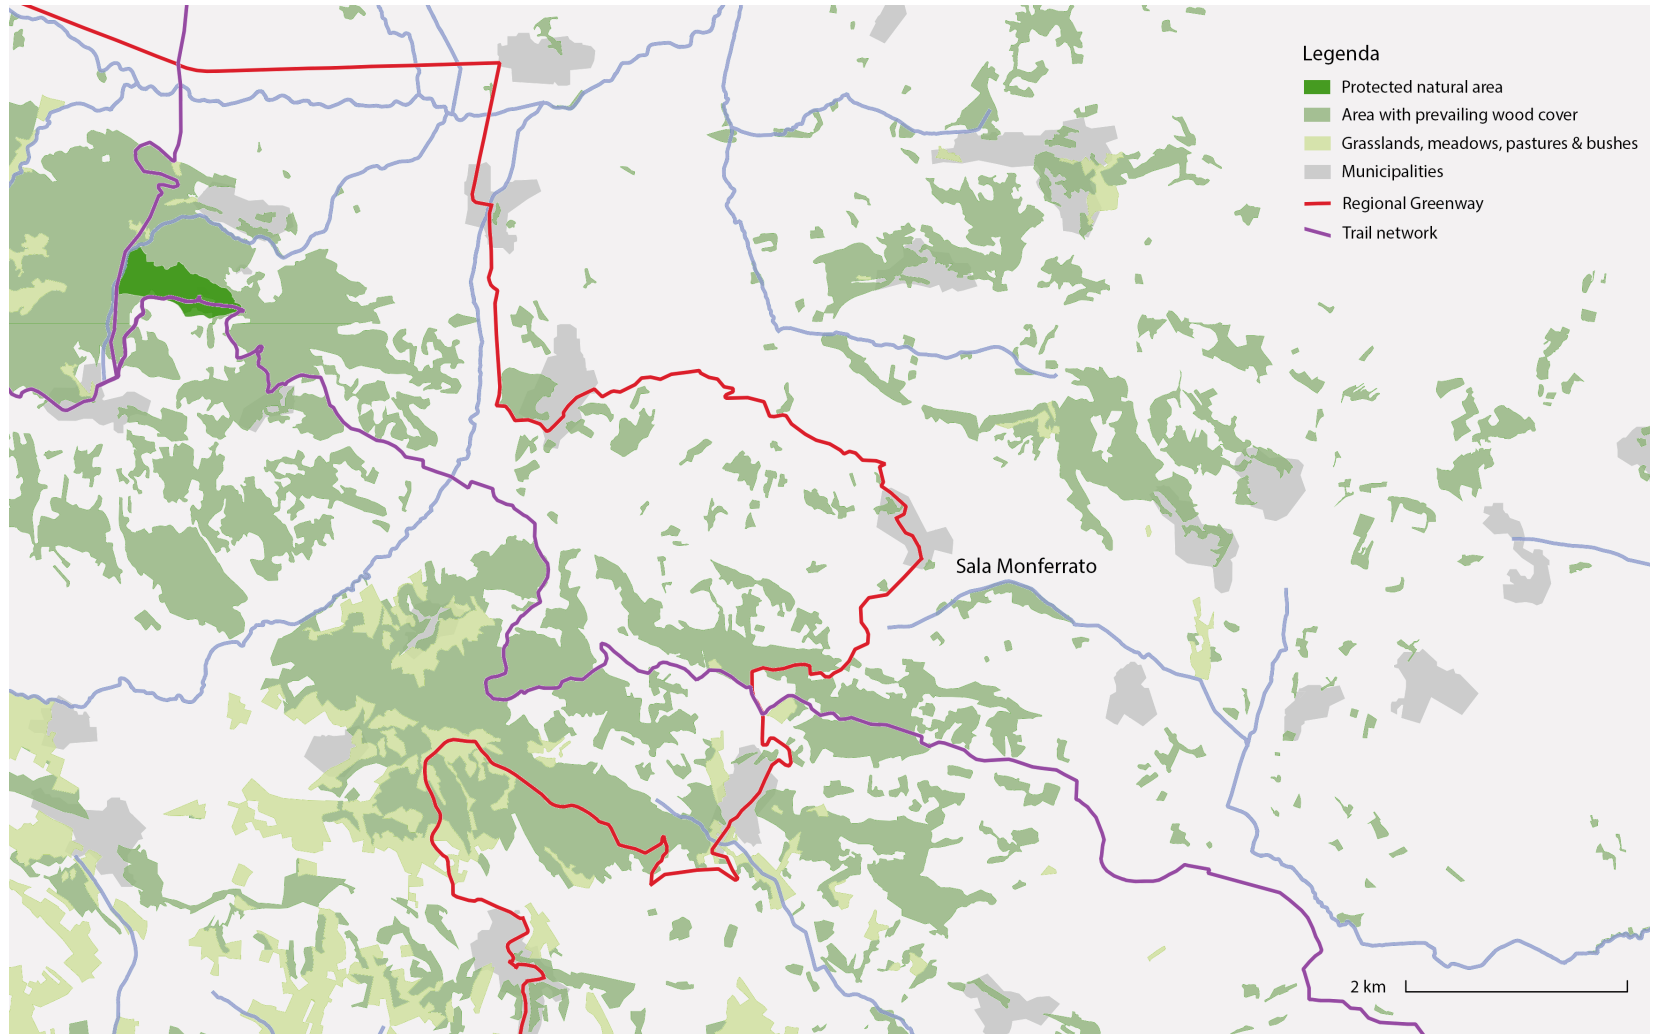 Legenda
Protected natural area
Area with prevailing wood cover
Grasslands, meadows, pastures & bushes
Municipalities
Regional Greenway
Trail network
Sala Monferrato
2 km